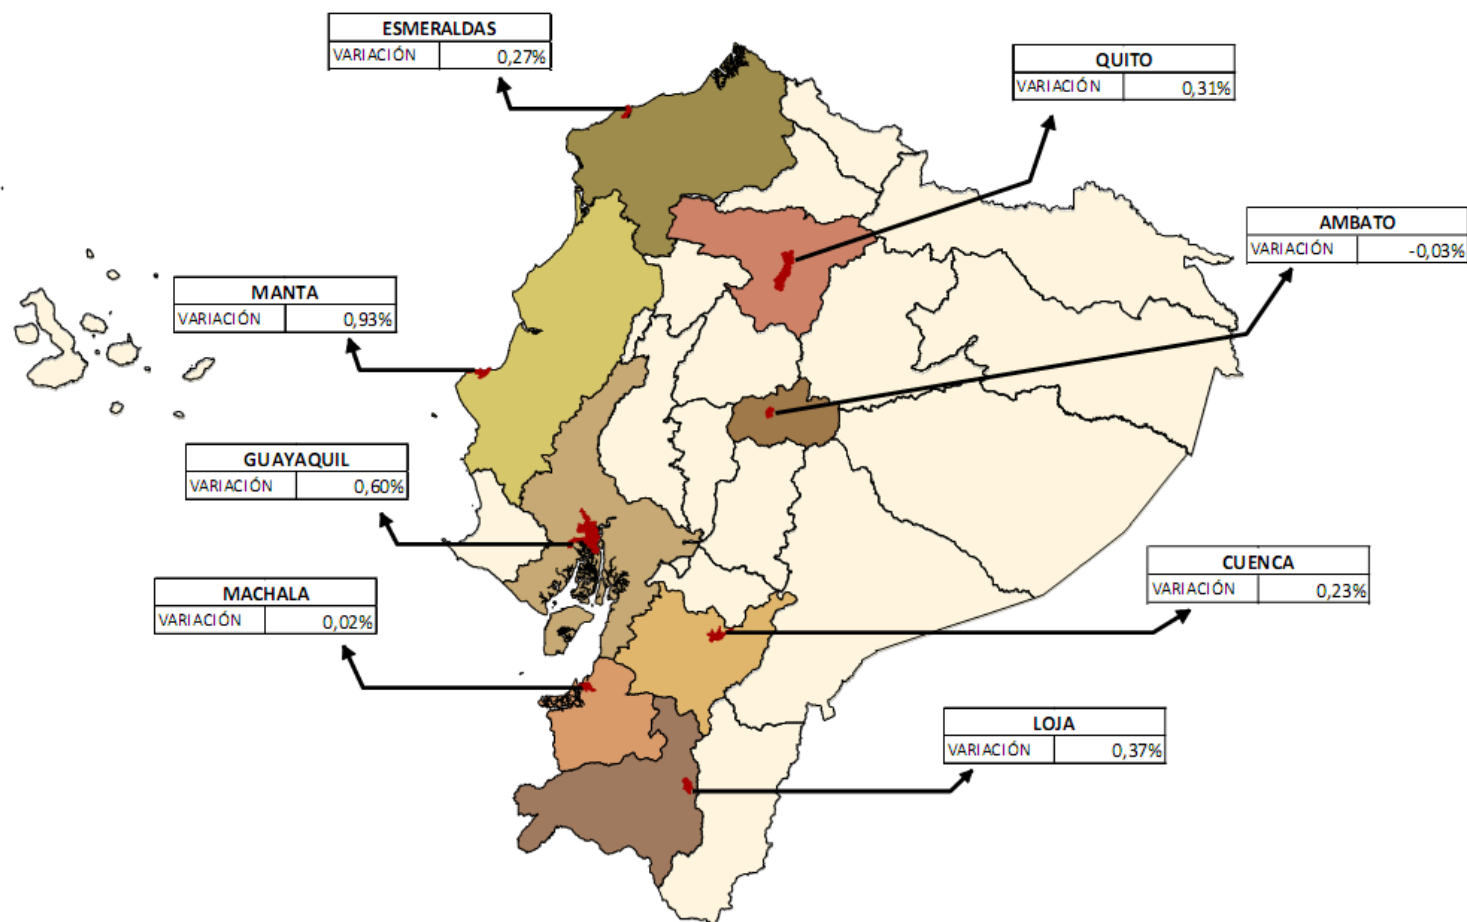 ESMERALDAS
VARIACIÓN 0,27%
QUITO
VARIACIÓN 0,31%
AMBATO
VARIACIÓN -0,03%
MANTA
VARIACIÓN 0,93%
GUAYAQUIL
VARIACIÓN 0,60%
CUENCA
VARIACIÓN 0,23%
MACHALA
VARIACIÓN 0,02%
LOJA
VARIACIÓN 0,37%